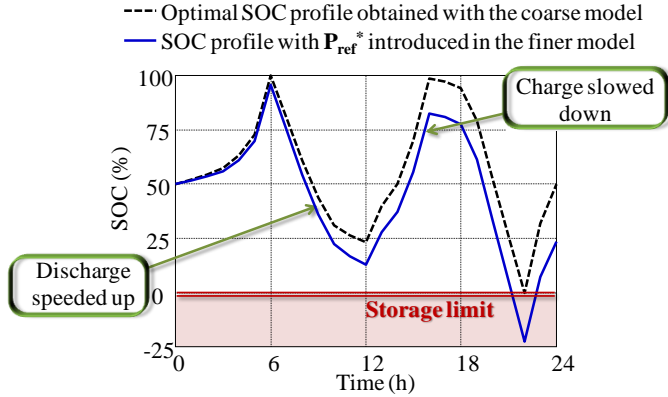 Optimal SOC profile obtained with the coarse model
SOC profile with Pref* introduced in the finer model
100
75
50
25
0
-25
SOC (%)
Charge slowed
down
Discharge
speeded up
Storage limit
0
6
12
18
24
Time (h)